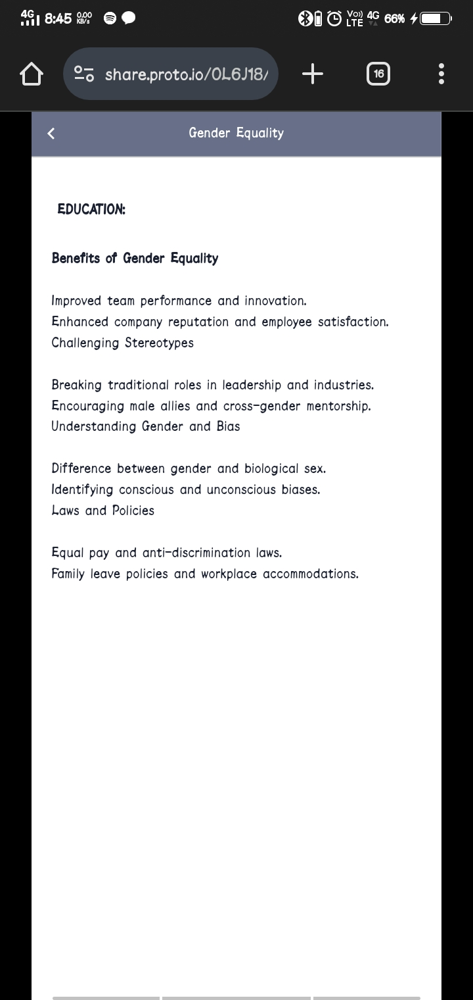 4G 8:45 0.00 KB/s Vo)) LTE 4G 66%
share.proto.io/0L6J18/ 16
Gender Equality
EDUCATION:
Benefits of Gender Equality
Improved team performance and innovation.
Enhanced company reputation and employee satisfaction.
Challenging Stereotypes
Breaking traditional roles in leadership and industries.
Encouraging male allies and cross-gender mentorship.
Understanding Gender and Bias
Difference between gender and biological sex.
Identifying conscious and unconscious biases.
Laws and Policies
Equal pay and anti-discrimination laws.
Family leave policies and workplace accommodations.